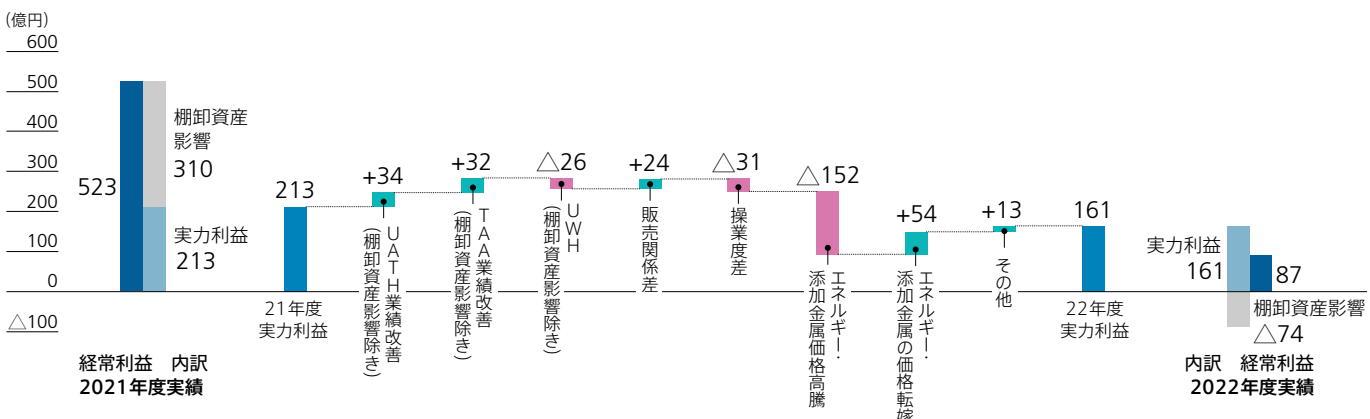 (億円)
600
500
400
300
200
100
0
△100
523
棚卸資産
影響
310
実力利益
213
経常利益 内訳
2021年度実績
213
21年度
実力利益
+34
UATH業績改善
(棚卸資産影響除き)
+32
TAA業績改善
(棚卸資産影響除き)
△26
UWH
(棚卸資産影響除き)
+24
販売関係差
△31
操業度差
△152
エネルギー・
添加金属価格高騰
+54
エネルギー・
添加金属の価格転嫁
+13
その他
161
22年度
実力利益
実力利益
161
87
棚卸資産影響
△74
内訳 経常利益
2022年度実績